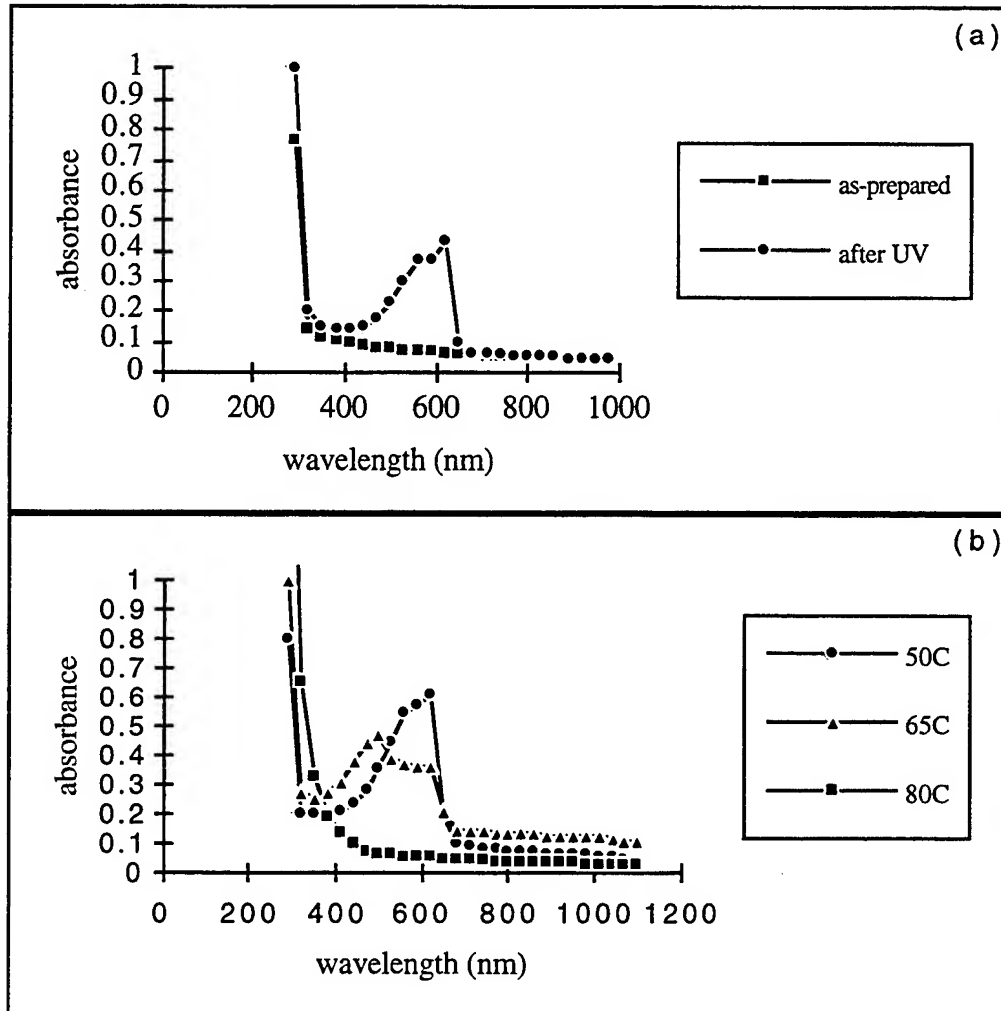 (a)
1
0.9
0.8
0.7
0.6
0.5
0.4
0.3
0.2
0.1
0
absorbance
0 200 400 600 800 1000
wavelength (nm)
as-prepared
after UV
(b)
1
0.9
0.8
0.7
0.6
0.5
0.4
0.3
0.2
0.1
0
absorbance
0 200 400 600 800 1000 1200
wavelength (nm)
50C
65C
80C